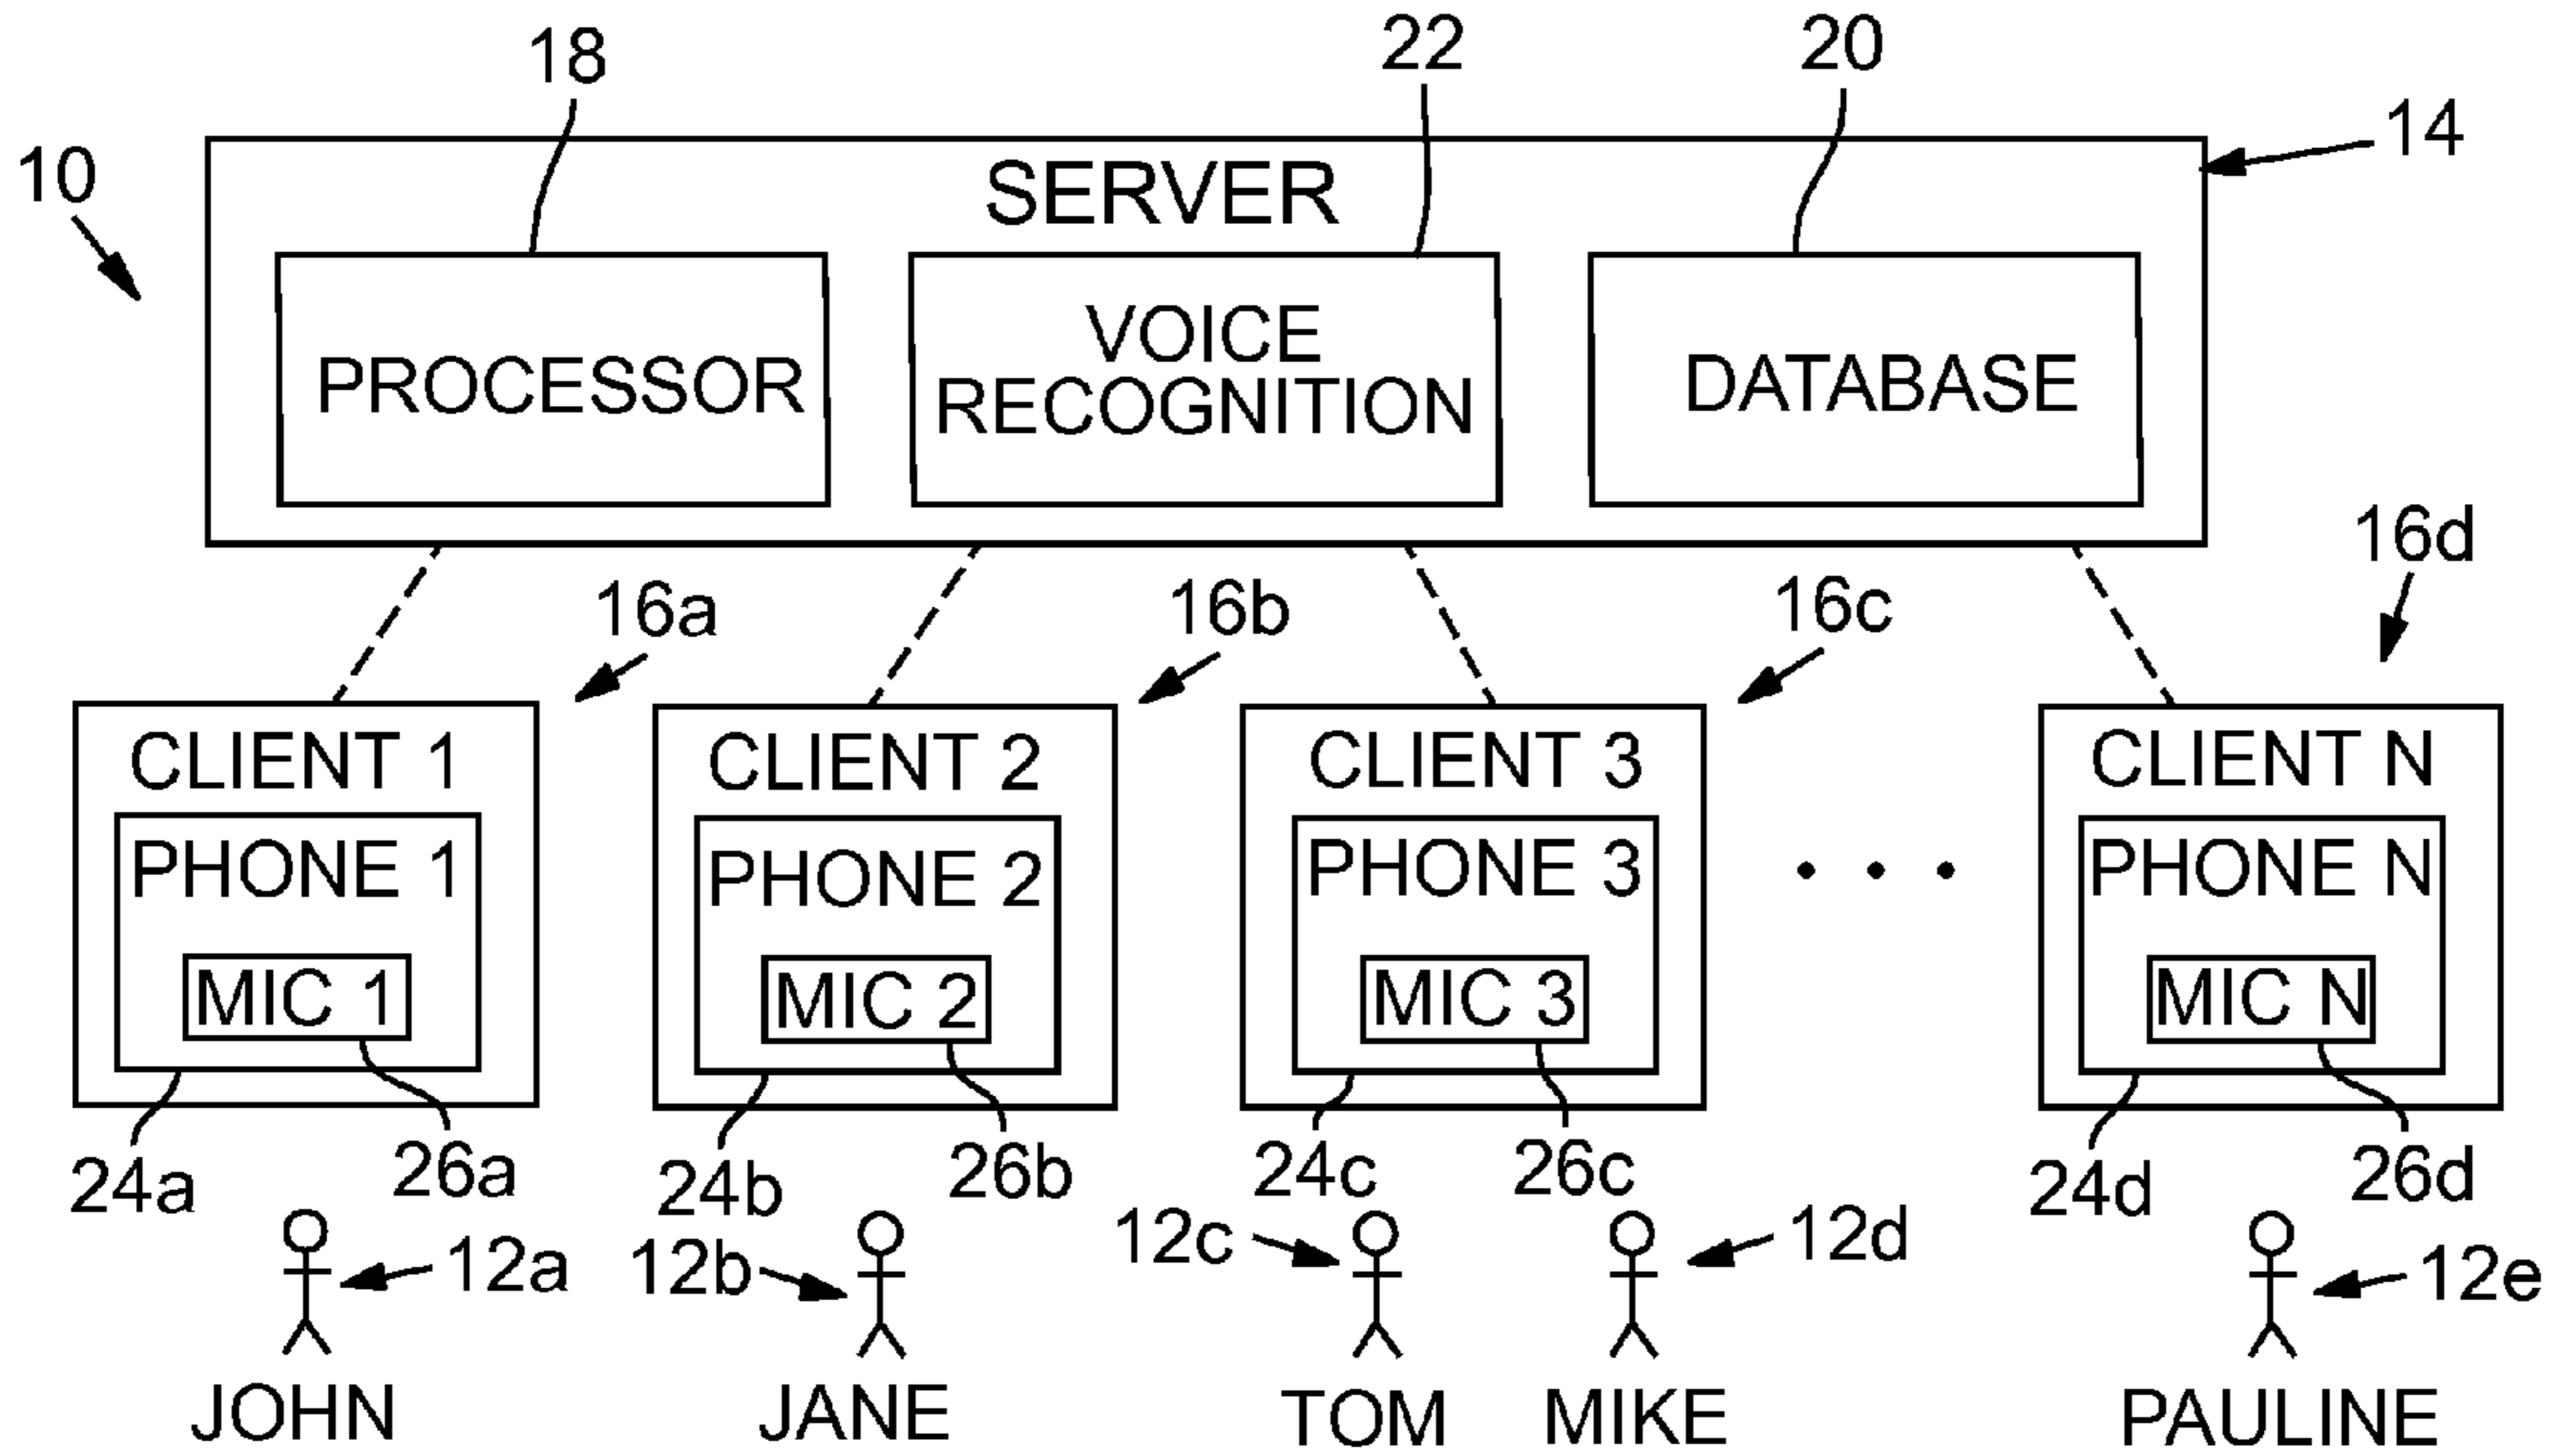 18
22
20
14
10
SERVER
PROCESSOR
VOICE
RECOGNITION
DATABASE
16a
16b
16c
16d
CLIENT 1
CLIENT 2
CLIENT 3
CLIENT N
PHONE 1
PHONE 2
PHONE 3
. . .
PHONE N
MIC 1
MIC 2
MIC 3
MIC N
24a
26a
24b
26b
24c
26c
24d
26d
12a
12b
12c
12d
12e
JOHN
JANE
TOM
MIKE
PAULINE